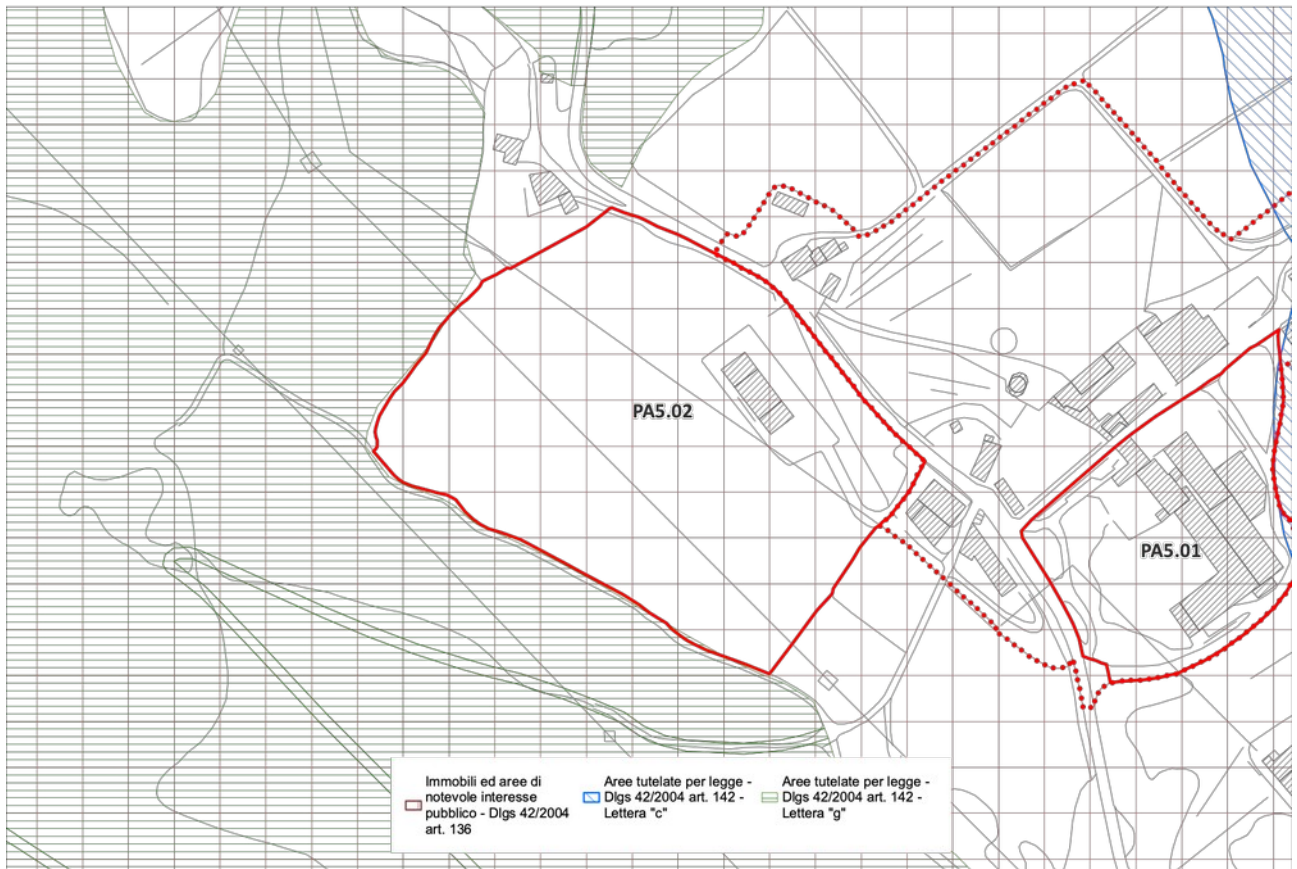 PA5.02
PA5.01
Immobili ed aree di
notevole interesse
pubblico - Dlgs 42/2004
art. 136
Aree tutelate per legge -
Dlgs 42/2004 art. 142 -
Lettera "c"
Aree tutelate per legge -
Dlgs 42/2004 art. 142 -
Lettera "g"